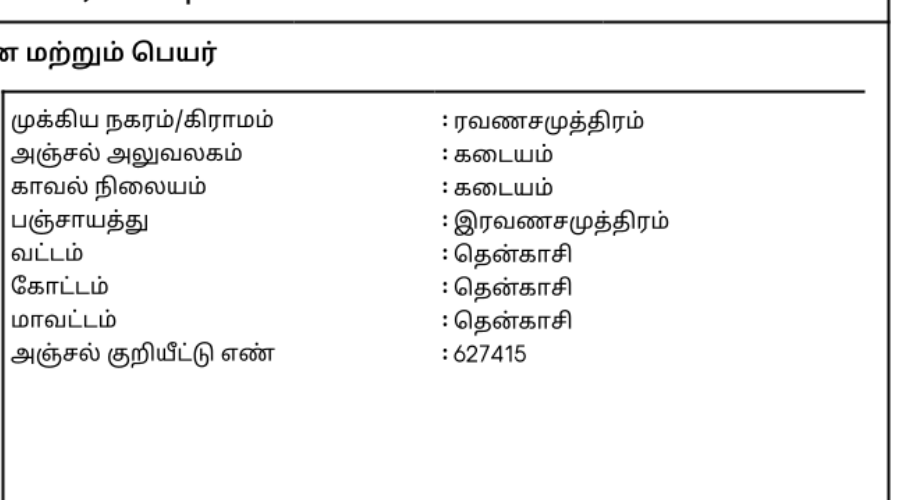 மற்றும் பெயர்
முக்கிய நகரம்/கிராமம் : ரவணசமுத்திரம்
அஞ்சல் அலுவலகம் : கடையம்
காவல் நிலையம் : கடையம்
பஞ்சாயத்து : இரவணசமுத்திரம்
வட்டம் : தென்காசி
கோட்டம் : தென்காசி
மாவட்டம் : தென்காசி
அஞ்சல் குறியீட்டு எண் : 627415